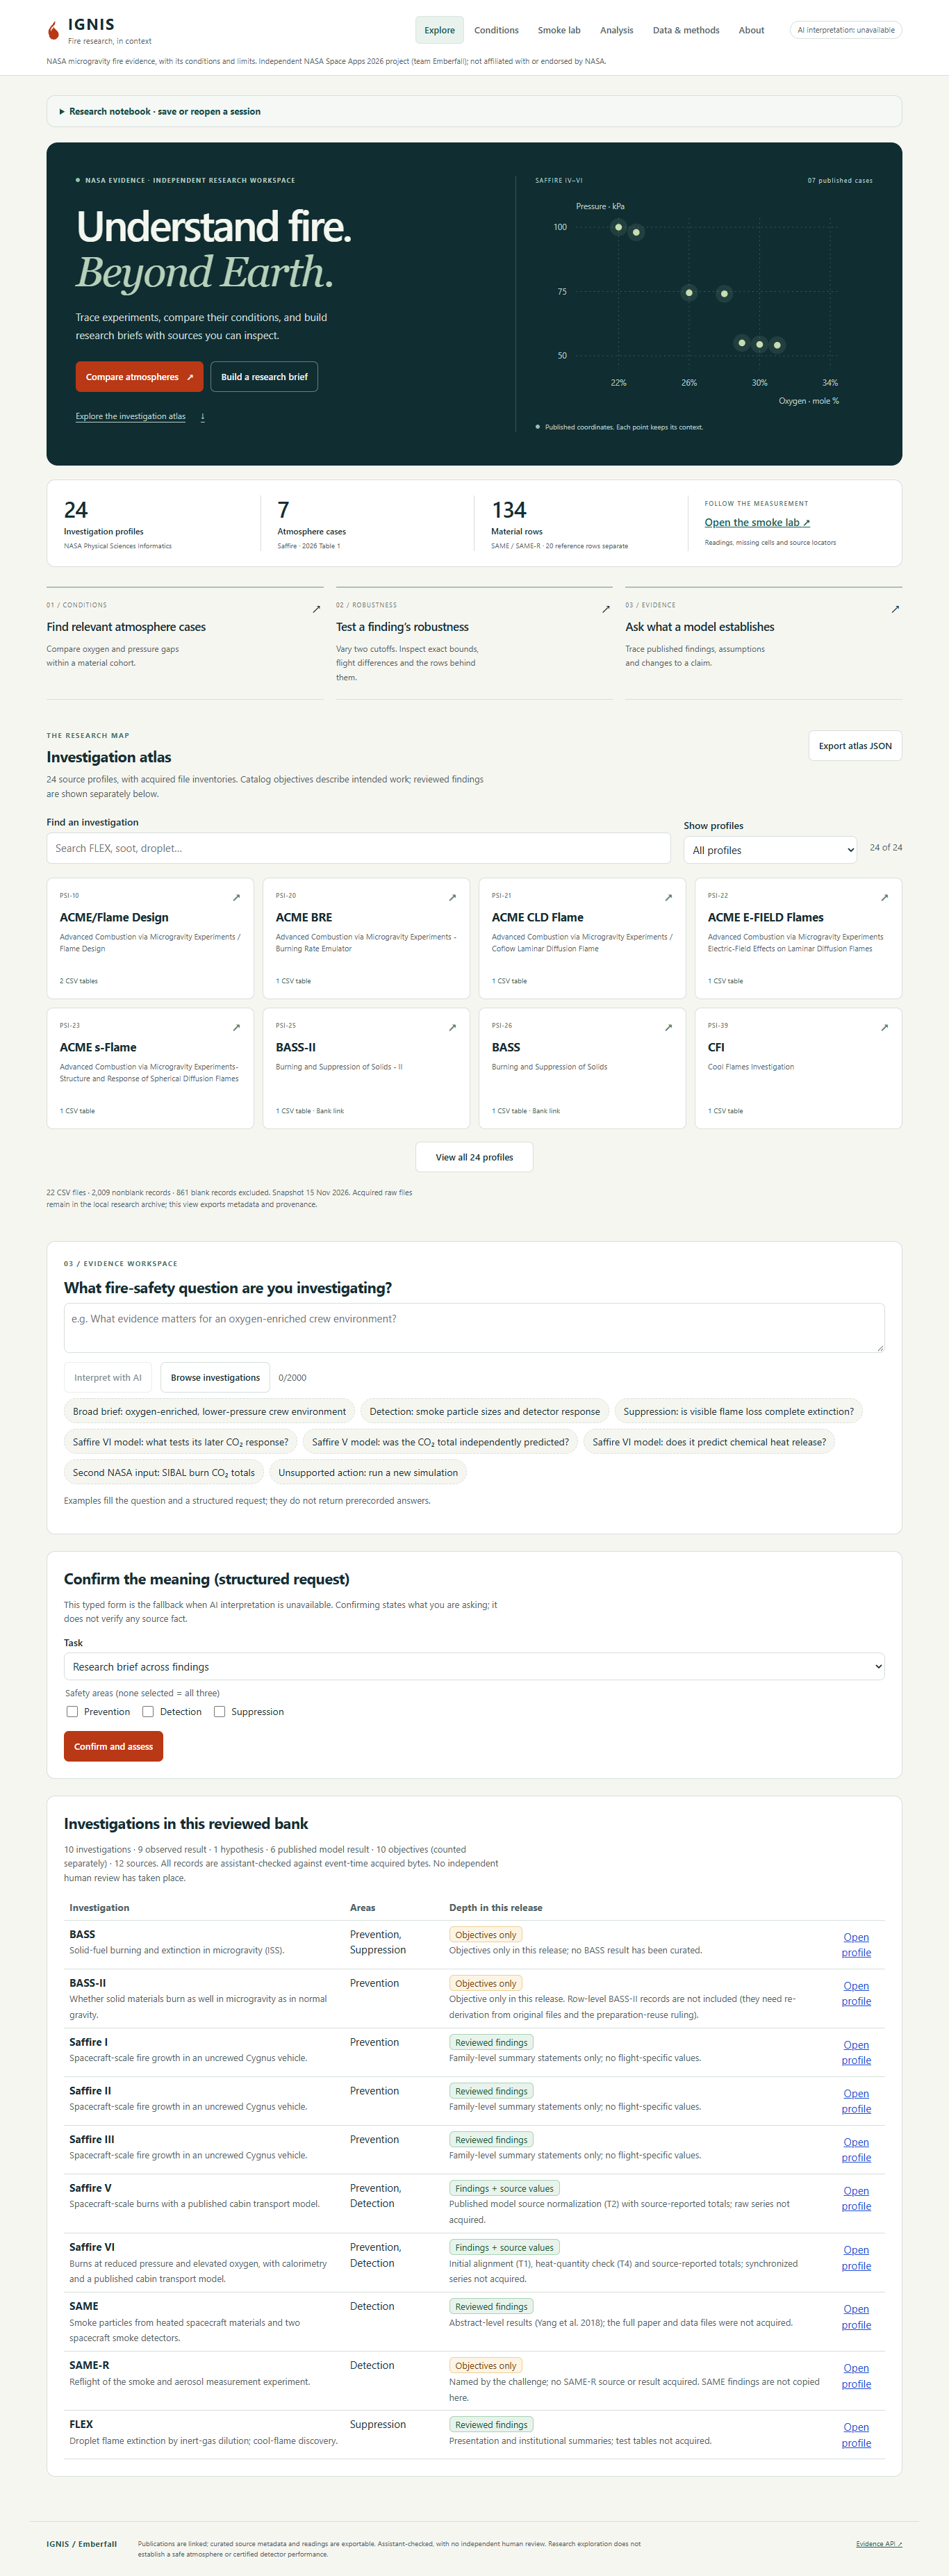 IGNIS
Fire research, in context
Explore
Conditions
Smoke lab
Analysis
Data & methods
About
AI interpretation: unavailable
NASA microgravity fire evidence, with its conditions and limits. Independent NASA Space Apps 2026 project (team Emberfall); not affiliated with or endorsed by NASA.
▶ Research notebook · save or reopen a session
NASA EVIDENCE · INDEPENDENT RESEARCH WORKSPACE
Understand fire.
Beyond Earth.
Trace experiments, compare their conditions, and build
research briefs with sources you can inspect.
Compare atmospheres ↗
Build a research brief
Explore the investigation atlas ↓
SAFFIRE IV–VI
07 published cases
Pressure · kPa
100
75
50
22%
26%
30%
34%
Oxygen · mole %
Published coordinates. Each point keeps its context.
24
Investigation profiles
NASA Physical Sciences Informatics
7
Atmosphere cases
Saffire · 2026 Table 1
134
Material rows
SAME / SAME-R · 20 reference rows separate
FOLLOW THE MEASUREMENT
Open the smoke lab ↗
Readings, missing cells and source locators
01 / CONDITIONS ↗
Find relevant atmosphere cases
Compare oxygen and pressure gaps
within a material cohort.
02 / ROBUSTNESS ↗
Test a finding's robustness
Vary two cutoffs. Inspect exact bounds,
flight differences and the rows behind
them.
03 / EVIDENCE ↗
Ask what a model establishes
Trace published findings, assumptions
and changes to a claim.
THE RESEARCH MAP
Investigation atlas
24 source profiles, with acquired file inventories. Catalog objectives describe intended work; reviewed findings
are shown separately below.
Export atlas JSON
Find an investigation
Search FLEX, soot, droplet...
Show profiles
All profiles
24 of 24
PSI-10 ↗
ACME/Flame Design
Advanced Combustion via Microgravity Experiments /
Flame Design
2 CSV tables
PSI-20 ↗
ACME BRE
Advanced Combustion via Microgravity Experiments -
Burning Rate Emulator
1 CSV table
PSI-21 ↗
ACME CLD Flame
Advanced Combustion via Microgravity Experiments /
Coflow Laminar Diffusion Flame
1 CSV table
PSI-22 ↗
ACME E-FIELD Flames
Advanced Combustion via Microgravity Experiments
Electric-Field Effects on Laminar Diffusion Flames
1 CSV table
PSI-23 ↗
ACME s-Flame
Advanced Combustion via Microgravity Experiments-
Structure and Response of Spherical Diffusion Flames
1 CSV table
PSI-25 ↗
BASS-II
Burning and Suppression of Solids - II
1 CSV table · Bank link
PSI-26 ↗
BASS
Burning and Suppression of Solids
1 CSV table · Bank link
PSI-39 ↗
CFI
Cool Flames Investigation
1 CSV table
View all 24 profiles
22 CSV files · 2,009 nonblank records · 861 blank records excluded. Snapshot 15 Nov 2026. Acquired raw files
remain in the local research archive; this view exports metadata and provenance.
03 / EVIDENCE WORKSPACE
What fire-safety question are you investigating?
e.g. What evidence matters for an oxygen-enriched crew environment?
Interpret with AI
Browse investigations
0/2000
Broad brief: oxygen-enriched, lower-pressure crew environment
Detection: smoke particle sizes and detector response
Suppression: is visible flame loss complete extinction?
Saffire VI model: what tests its later CO₂ response?
Saffire V model: was the CO₂ total independently predicted?
Saffire VI model: does it predict chemical heat release?
Second NASA input: SIBAL burn CO₂ totals
Unsupported action: run a new simulation
Examples fill the question and a structured request; they do not return prerecorded answers.
Confirm the meaning (structured request)
This typed form is the fallback when AI interpretation is unavailable. Confirming states what you are asking; it
does not verify any source fact.
Task
Research brief across findings
Safety areas (none selected = all three)
Prevention
Detection
Suppression
Confirm and assess
Investigations in this reviewed bank
10 investigations · 9 observed result · 1 hypothesis · 6 published model result · 10 objectives (counted
separately) · 12 sources. All records are assistant-checked against event-time acquired bytes. No independent
human review has taken place.
Investigation
Areas
Depth in this release
BASS
Solid-fuel burning and extinction in microgravity (ISS).
Prevention,
Suppression
Objectives only
Objectives only in this release; no BASS result has been curated.
Open
profile
BASS-II
Whether solid materials burn as well in microgravity as in normal
gravity.
Prevention
Objectives only
Objective only in this release. Row-level BASS-II records are not included (they need re-
derivation from original files and the preparation-reuse ruling).
Open
profile
Saffire I
Spacecraft-scale fire growth in an uncrewed Cygnus vehicle.
Prevention
Reviewed findings
Family-level summary statements only; no flight-specific values.
Open
profile
Saffire II
Spacecraft-scale fire growth in an uncrewed Cygnus vehicle.
Prevention
Reviewed findings
Family-level summary statements only; no flight-specific values.
Open
profile
Saffire III
Spacecraft-scale fire growth in an uncrewed Cygnus vehicle.
Prevention
Reviewed findings
Family-level summary statements only; no flight-specific values.
Open
profile
Saffire V
Spacecraft-scale burns with a published cabin transport model.
Prevention,
Detection
Findings + source values
Published model source normalization (T2) with source-reported totals; raw series not
acquired.
Open
profile
Saffire VI
Burns at reduced pressure and elevated oxygen, with calorimetry
and a published cabin transport model.
Prevention,
Detection
Findings + source values
Initial alignment (T1), heat-quantity check (T4) and source-reported totals; synchronized
series not acquired.
Open
profile
SAME
Smoke particles from heated spacecraft materials and two
spacecraft smoke detectors.
Detection
Reviewed findings
Abstract-level results (Yang et al. 2018); the full paper and data files were not acquired.
Open
profile
SAME-R
Reflight of the smoke and aerosol measurement experiment.
Detection
Objectives only
Named by the challenge; no SAME-R source or result acquired. SAME findings are not copied
here.
Open
profile
FLEX
Droplet flame extinction by inert-gas dilution; cool-flame discovery.
Suppression
Reviewed findings
Presentation and institutional summaries; test tables not acquired.
Open
profile
IGNIS / Emberfall
Publications are linked; curated source metadata and readings are exportable. Assistant-checked, with no independent human review. Research exploration does not
establish a safe atmosphere or certified detector performance.
Evidence API ↗